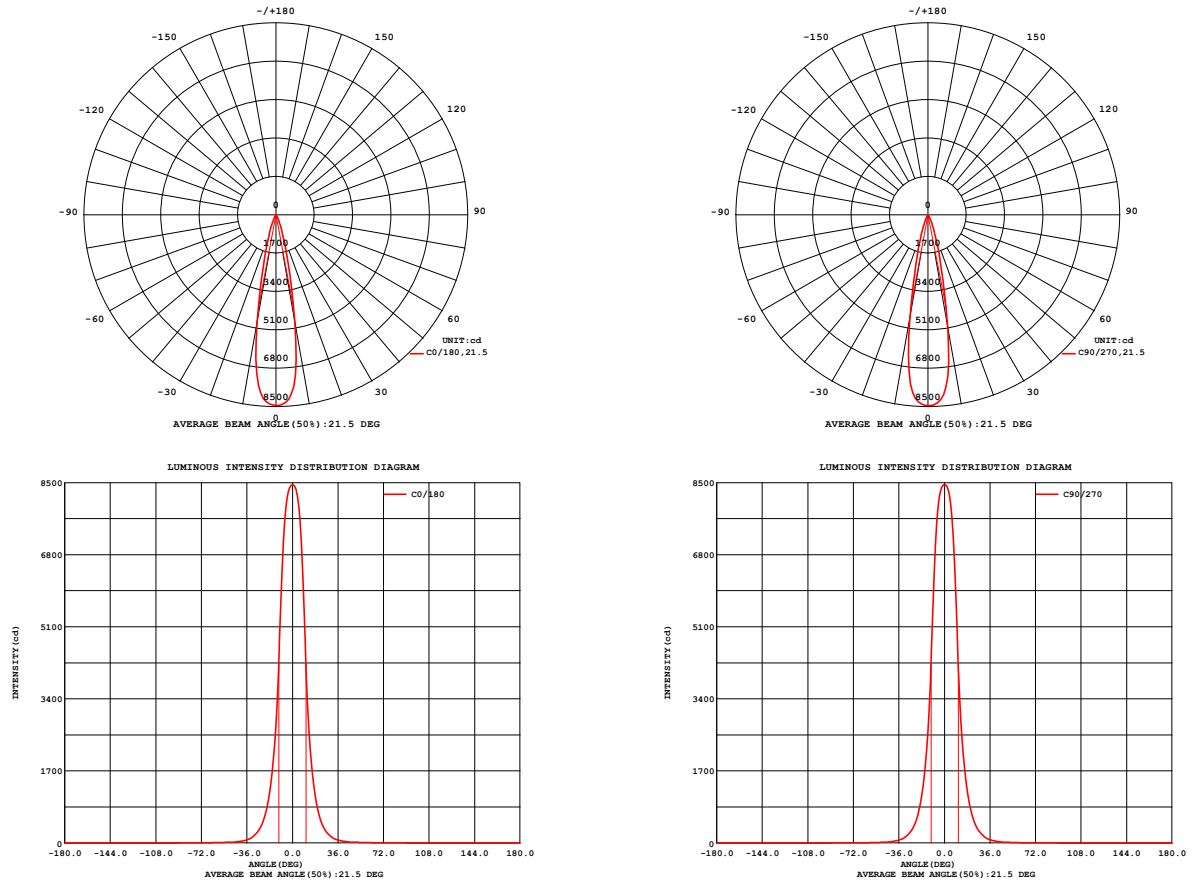 -/+180
-150
150
-120
120
-90
90
-60
60
-30
30
0
1700
3400
5100
6800
8500
0
UNIT:cd
C0/180,21.5
AVERAGE BEAM ANGLE(50%):21.5 DEG
-/+180
-150
150
-120
120
-90
90
-60
60
-30
30
0
1700
3400
5100
6800
8500
0
UNIT:cd
C90/270,21.5
AVERAGE BEAM ANGLE(50%):21.5 DEG
LUMINOUS INTENSITY DISTRIBUTION DIAGRAM
C0/180
INTENSITY(cd)
8500
6800
5100
3400
1700
0
-180.0 -144.0 -108.0 -72.0 -36.0 0.0 36.0 72.0 108.0 144.0 180.0
ANGLE(DEG)
AVERAGE BEAM ANGLE(50%):21.5 DEG
LUMINOUS INTENSITY DISTRIBUTION DIAGRAM
C90/270
INTENSITY(cd)
8500
6800
5100
3400
1700
0
-180.0 -144.0 -108.0 -72.0 -36.0 0.0 36.0 72.0 108.0 144.0 180.0
ANGLE(DEG)
AVERAGE BEAM ANGLE(50%):21.5 DEG